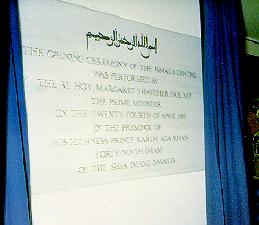 بسم الله الرحمن الرحيم
THE OPENING CEREMONY OF THE ISMAILI CENTRE
WAS PERFORMED BY
THE RT. HON. MARGARET THATCHER FRS, MP
THE PRIME MINISTER
ON THE TWENTY-FOURTH OF APRIL 1985
IN THE PRESENCE OF
HIS HIGHNESS PRINCE KARIM AGA KHAN
FORTY-NINTH IMAM
OF THE SHIA IMAMI ISMAILIS